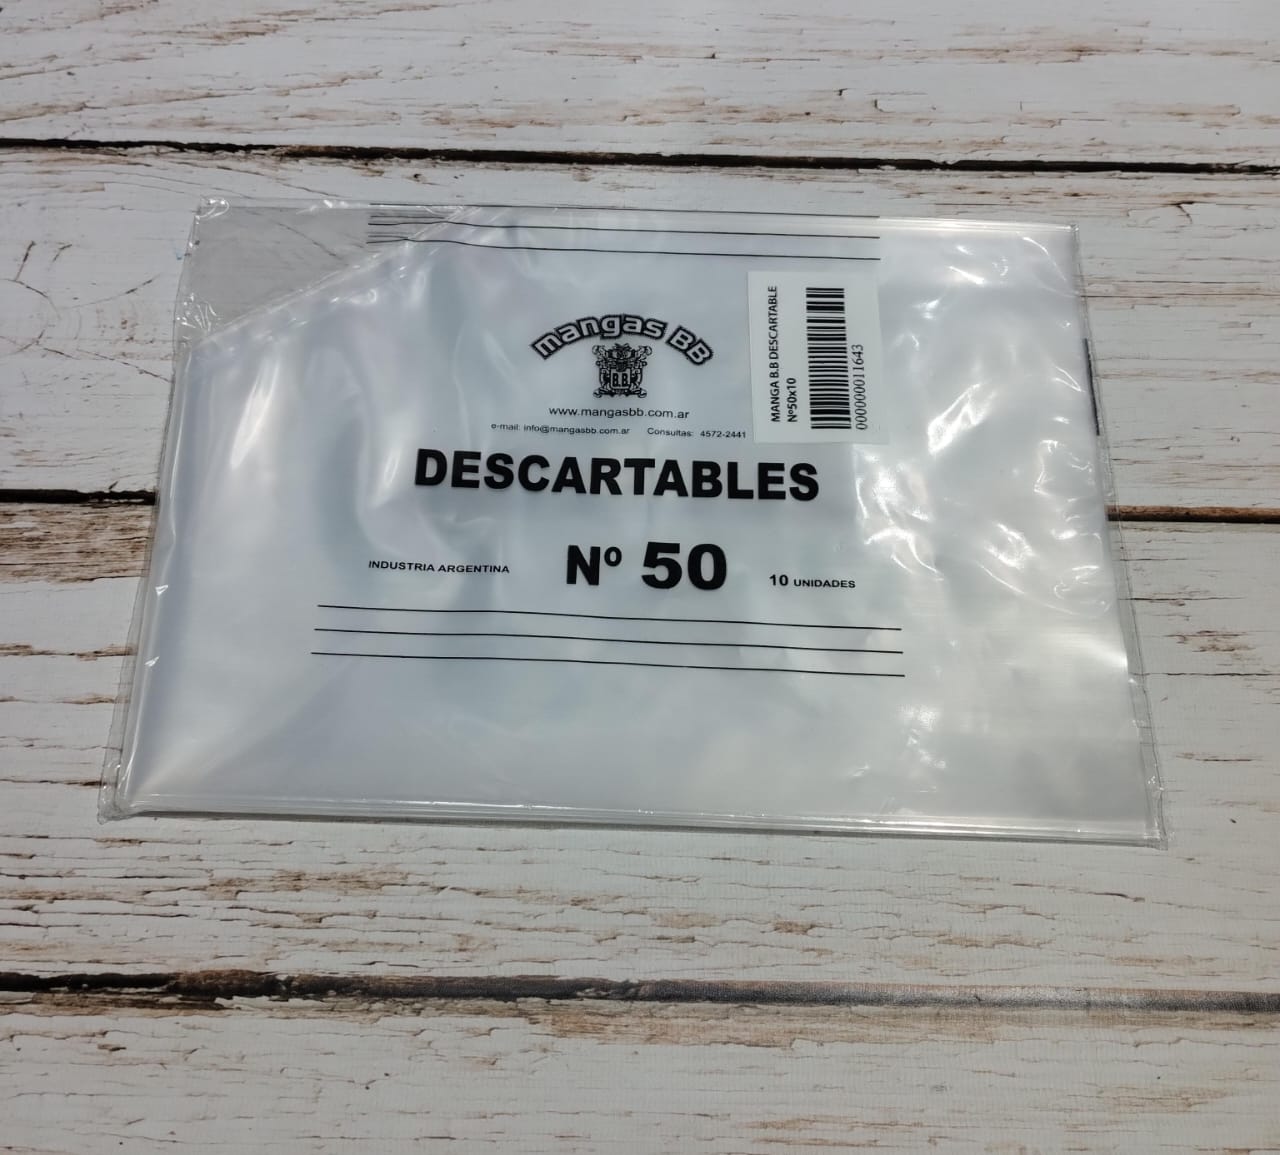 mangas BB
B.B.
www.mangasbb.com.ar
e-mail: info@mangasbb.com.ar Consultas: 4572-2441
DESCARTABLES
INDUSTRIA ARGENTINA Nº 50 10 UNIDADES
MANGA B.B DESCARTABLE
Nº50x10
000000011643